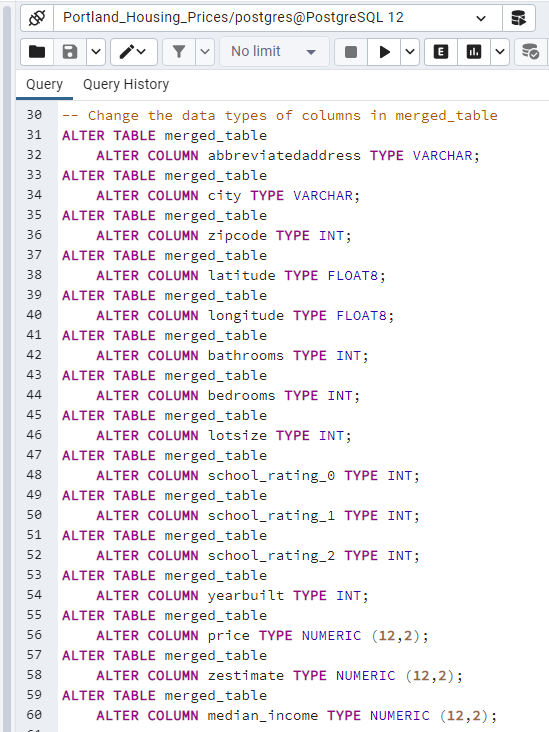 Portland_Housing_Prices/postgres@PostgreSQL 12
No limit
E
Query Query History
30 -- Change the data types of columns in merged_table
31 ALTER TABLE merged_table
32 ALTER COLUMN abbreviatedaddress TYPE VARCHAR;
33 ALTER TABLE merged_table
34 ALTER COLUMN city TYPE VARCHAR;
35 ALTER TABLE merged_table
36 ALTER COLUMN zipcode TYPE INT;
37 ALTER TABLE merged_table
38 ALTER COLUMN latitude TYPE FLOAT8;
39 ALTER TABLE merged_table
40 ALTER COLUMN longitude TYPE FLOAT8;
41 ALTER TABLE merged_table
42 ALTER COLUMN bathrooms TYPE INT;
43 ALTER TABLE merged_table
44 ALTER COLUMN bedrooms TYPE INT;
45 ALTER TABLE merged_table
46 ALTER COLUMN lotsize TYPE INT;
47 ALTER TABLE merged_table
48 ALTER COLUMN school_rating_0 TYPE INT;
49 ALTER TABLE merged_table
50 ALTER COLUMN school_rating_1 TYPE INT;
51 ALTER TABLE merged_table
52 ALTER COLUMN school_rating_2 TYPE INT;
53 ALTER TABLE merged_table
54 ALTER COLUMN yearbuilt TYPE INT;
55 ALTER TABLE merged_table
56 ALTER COLUMN price TYPE NUMERIC (12,2);
57 ALTER TABLE merged_table
58 ALTER COLUMN zestimate TYPE NUMERIC (12,2);
59 ALTER TABLE merged_table
60 ALTER COLUMN median_income TYPE NUMERIC (12,2);